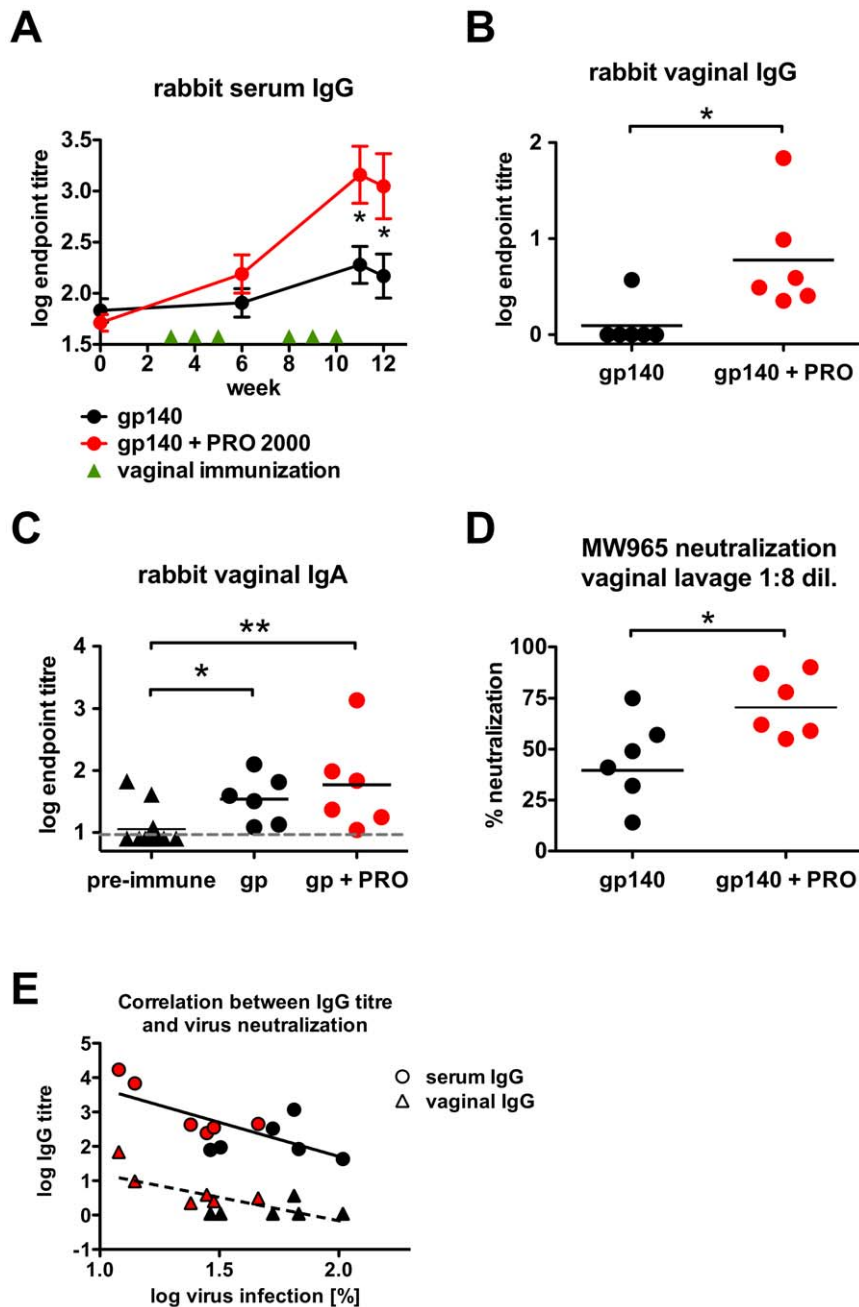 A
rabbit serum IgG
log endpoint titre
3.5
3.0
2.5
2.0
1.5
*
*
0 2 4 6 8 10 12
week
gp140
gp140 + PRO 2000
vaginal immunization
B
rabbit vaginal IgG
*
log endpoint titre
2
1
0
gp140 gp140 + PRO
C
rabbit vaginal IgA
**
*
log endpoint titre
4
3
2
1
pre-immune gp gp + PRO
D
MW965 neutralization
vaginal lavage 1:8 dil.
*
% neutralization
100
75
50
25
0
gp140 gp140 + PRO
E
Correlation between IgG titre
and virus neutralization
log IgG titre
5
4
3
2
1
0
-1
1.0 1.5 2.0
log virus infection [%]
serum IgG
vaginal IgG